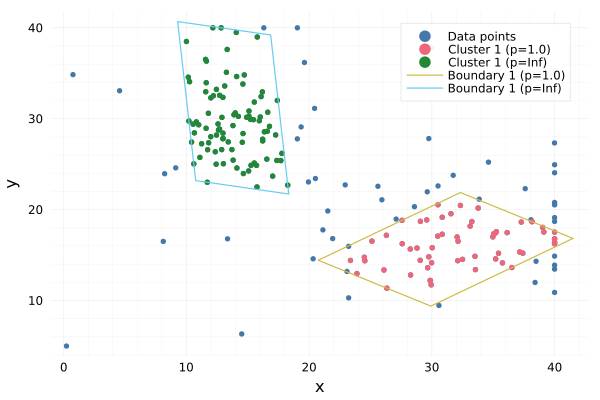 40
30
20
10
y
0
10
20
30
40
x
Data points
Cluster 1 (p=1.0)
Cluster 1 (p=Inf)
Boundary 1 (p=1.0)
Boundary 1 (p=Inf)